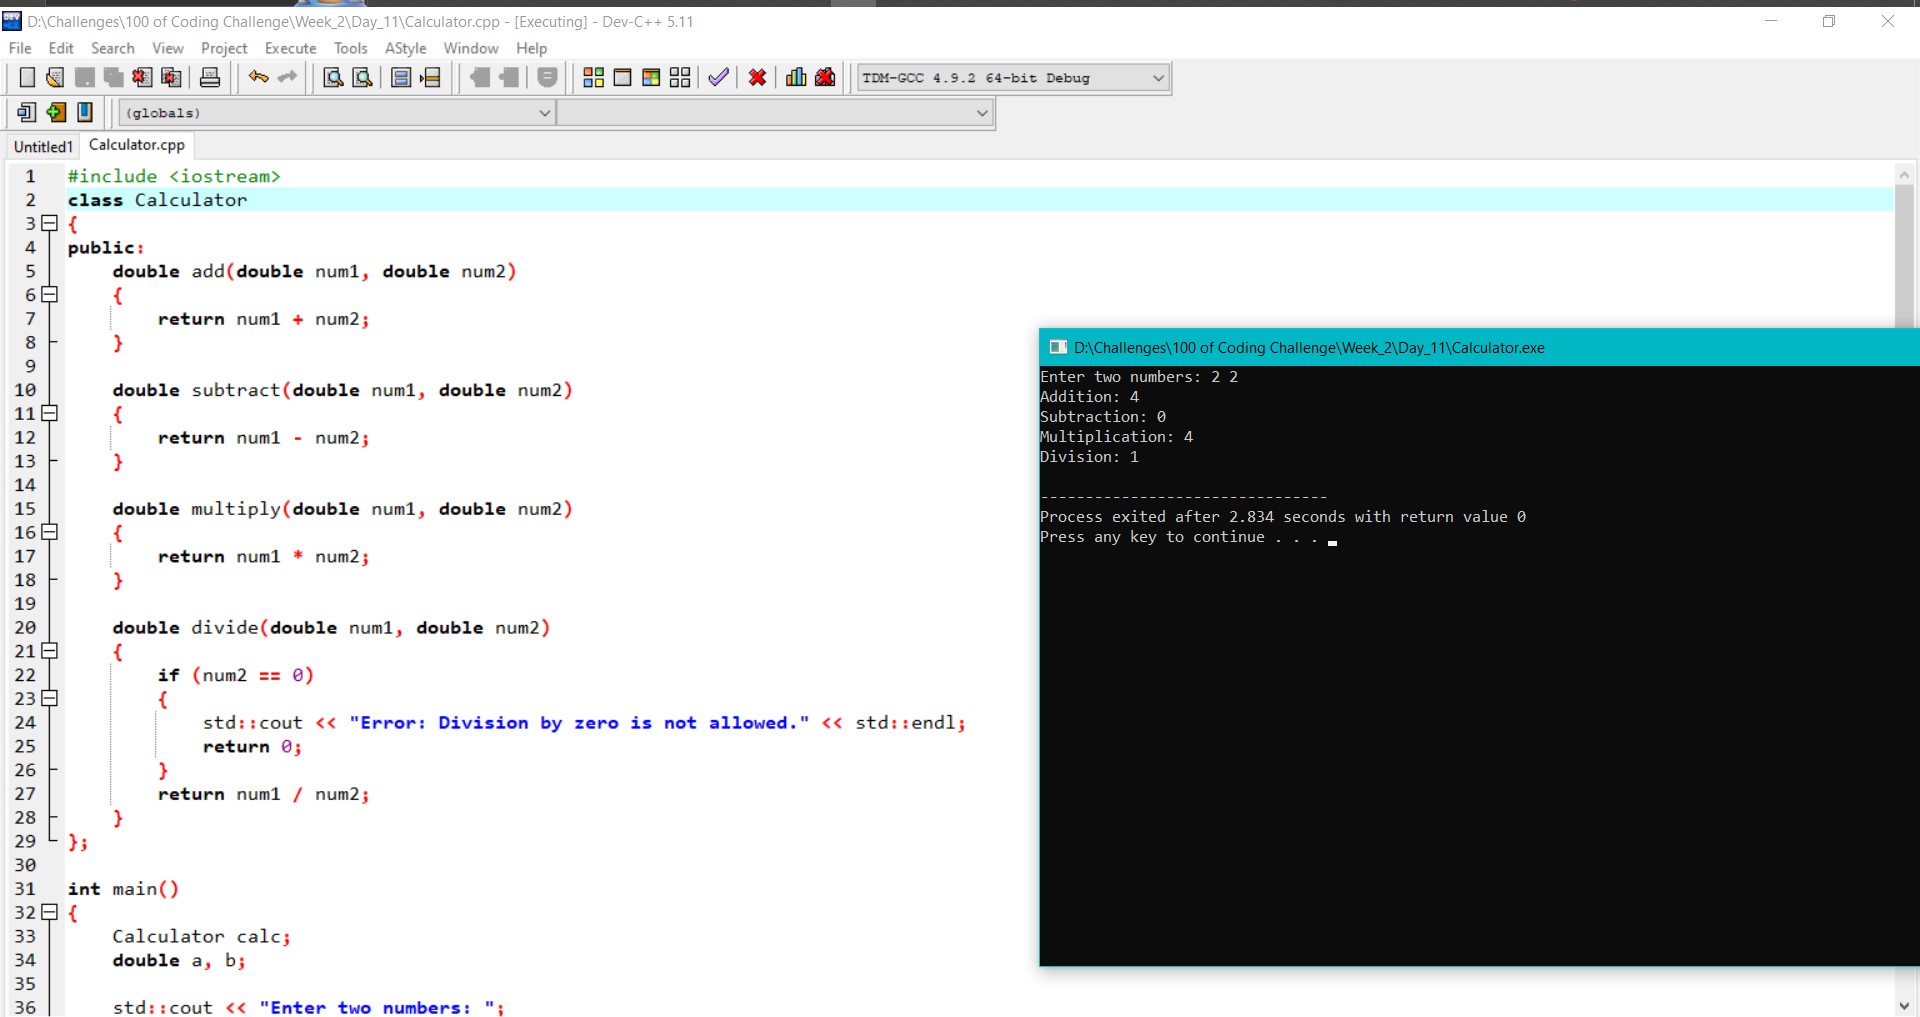 D:\Challenges\100 of Coding Challenge\Week_2\Day_11\Calculator.cpp - [Executing] - Dev-C++ 5.11
File Edit Search View Project Execute Tools AStyle Window Help
TDM-GCC 4.9.2 64-bit Debug
(globals)
Untitled1 Calculator.cpp
1 #include <iostream>
2 class Calculator
3 {
4 public:
5     double add(double num1, double num2)
6     {
7         return num1 + num2;
8     }
9
10     double subtract(double num1, double num2)
11     {
12         return num1 - num2;
13     }
14
15     double multiply(double num1, double num2)
16     {
17         return num1 * num2;
18     }
19
20     double divide(double num1, double num2)
21     {
22         if (num2 == 0)
23         {
24             std::cout << "Error: Division by zero is not allowed." << std::endl;
25             return 0;
26         }
27         return num1 / num2;
28     }
29 };
30
31 int main()
32 {
33     Calculator calc;
34     double a, b;
35
36     std::cout << "Enter two numbers: ";
D:\Challenges\100 of Coding Challenge\Week_2\Day_11\Calculator.exe
Enter two numbers: 2 2
Addition: 4
Subtraction: 0
Multiplication: 4
Division: 1
--------------------------------
Process exited after 2.834 seconds with return value 0
Press any key to continue . . .